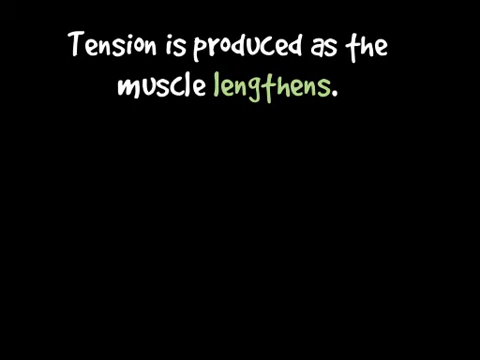 Tension is produced as the
muscle lengthens.